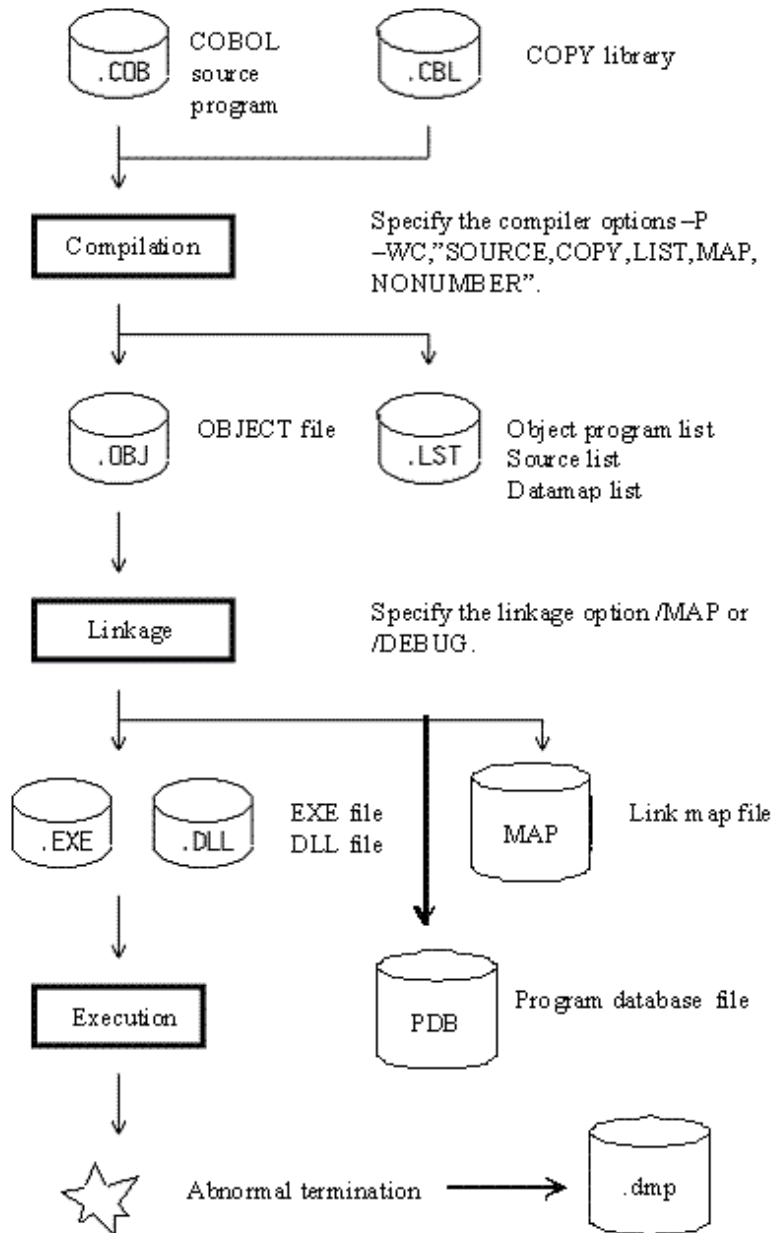 .COB
COBOL
source
program
.CBL
COPY library
Compilation
Specify the compiler options –P
–WC,”SOURCE,COPY,LIST,MAP,
NONUMBER”.
.OBJ
OBJECT file
.LST
Object program list
Source list
Datamap list
Linkage
Specify the linkage option /MAP or
/DEBUG.
.EXE
.DLL
EXE file
DLL file
MAP
Link map file
Execution
PDB
Program database file
Abnormal termination
.dmp